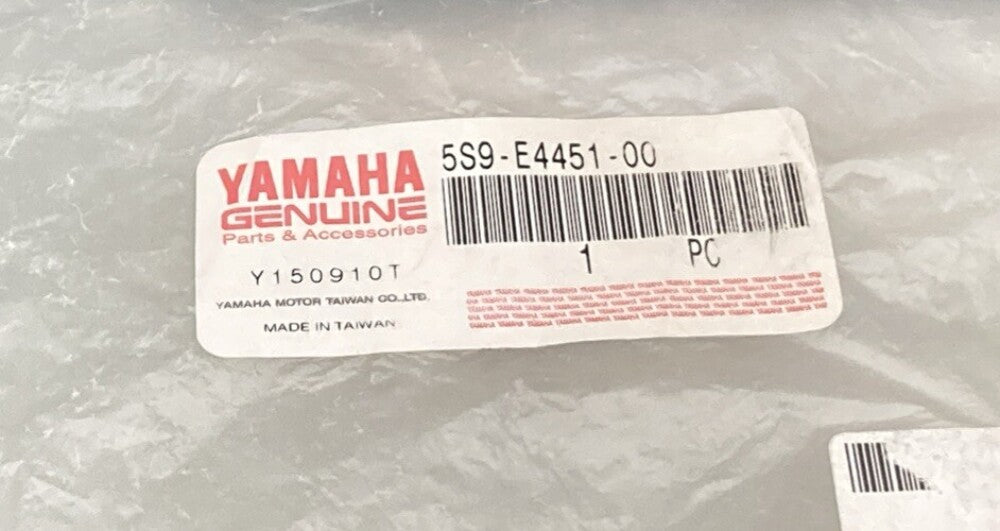 YAMAHA
GENUINE
Parts & Accessories
Y150910T
YAMAHA MOTOR TAIWAN CO.,LTD.
MADE IN TAIWAN
5S9-E4451-00
1 PC